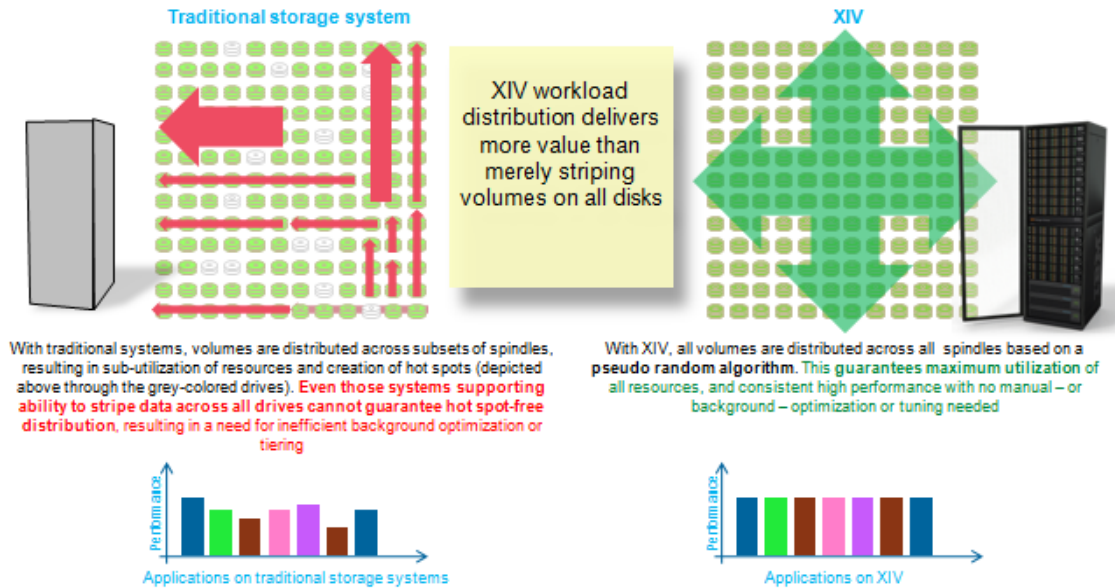 Traditional storage system
XIV workload
distribution delivers
more value than
merely striping
volumes on all disks
XIV
With traditional systems, volumes are distributed across subsets of spindles,
resulting in sub-utilization of resources and creation of hot spots (depicted
above through the grey-colored drives). Even those systems supporting
ability to stripe data across all drives cannot guarantee hot spot-free
distribution, resulting in a need for inefficient background optimization or
tiering
With XIV, all volumes are distributed across all spindles based on a
pseudo random algorithm. This guarantees maximum utilization of
all resources, and consistent high performance with no manual – or
background – optimization or tuning needed
Performance
Applications on traditional storage systems
Performance
Applications on XIV